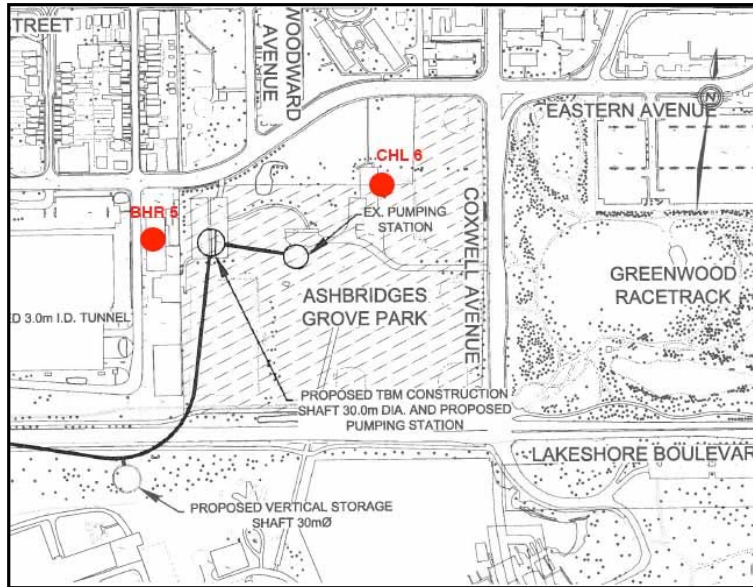 STREET
WOODWARD
AVENUE
N
EASTERN AVENUE
CHL 6
BHR 5
EX. PUMPING
STATION
COXWELL AVENUE
GREENWOOD
RACETRACK
ASHBRIDGES
GROVE PARK
ED 3.0m I.D. TUNNEL
PROPOSED TBM CONSTRUCTION
SHAFT 30.0m DIA. AND PROPOSED
PUMPING STATION
LAKESHORE BOULEVAR
PROPOSED VERTICAL STORAGE
SHAFT 30mØ